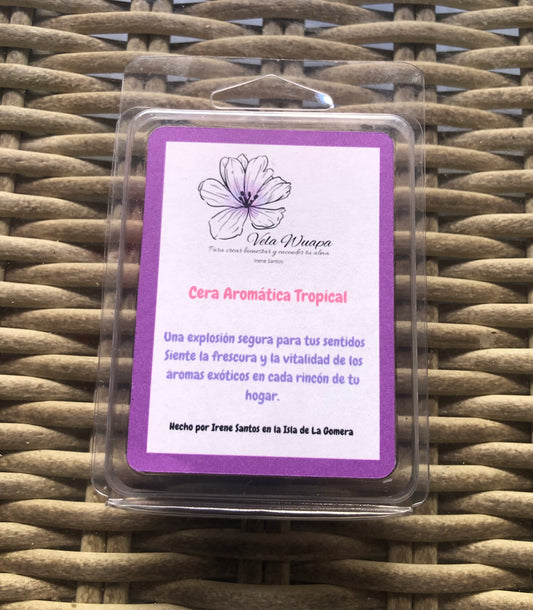 Vela Wuapa
Para crear bienestar y encender tu alma
Irene Santos
Cera Aromática Tropical
Una explosión segura para tus sentidos
Siente la frescura y la vitalidad de los
aromas exóticos en cada rincón de tu
hogar.
Hecho por Irene Santos en la Isla de La Gomera